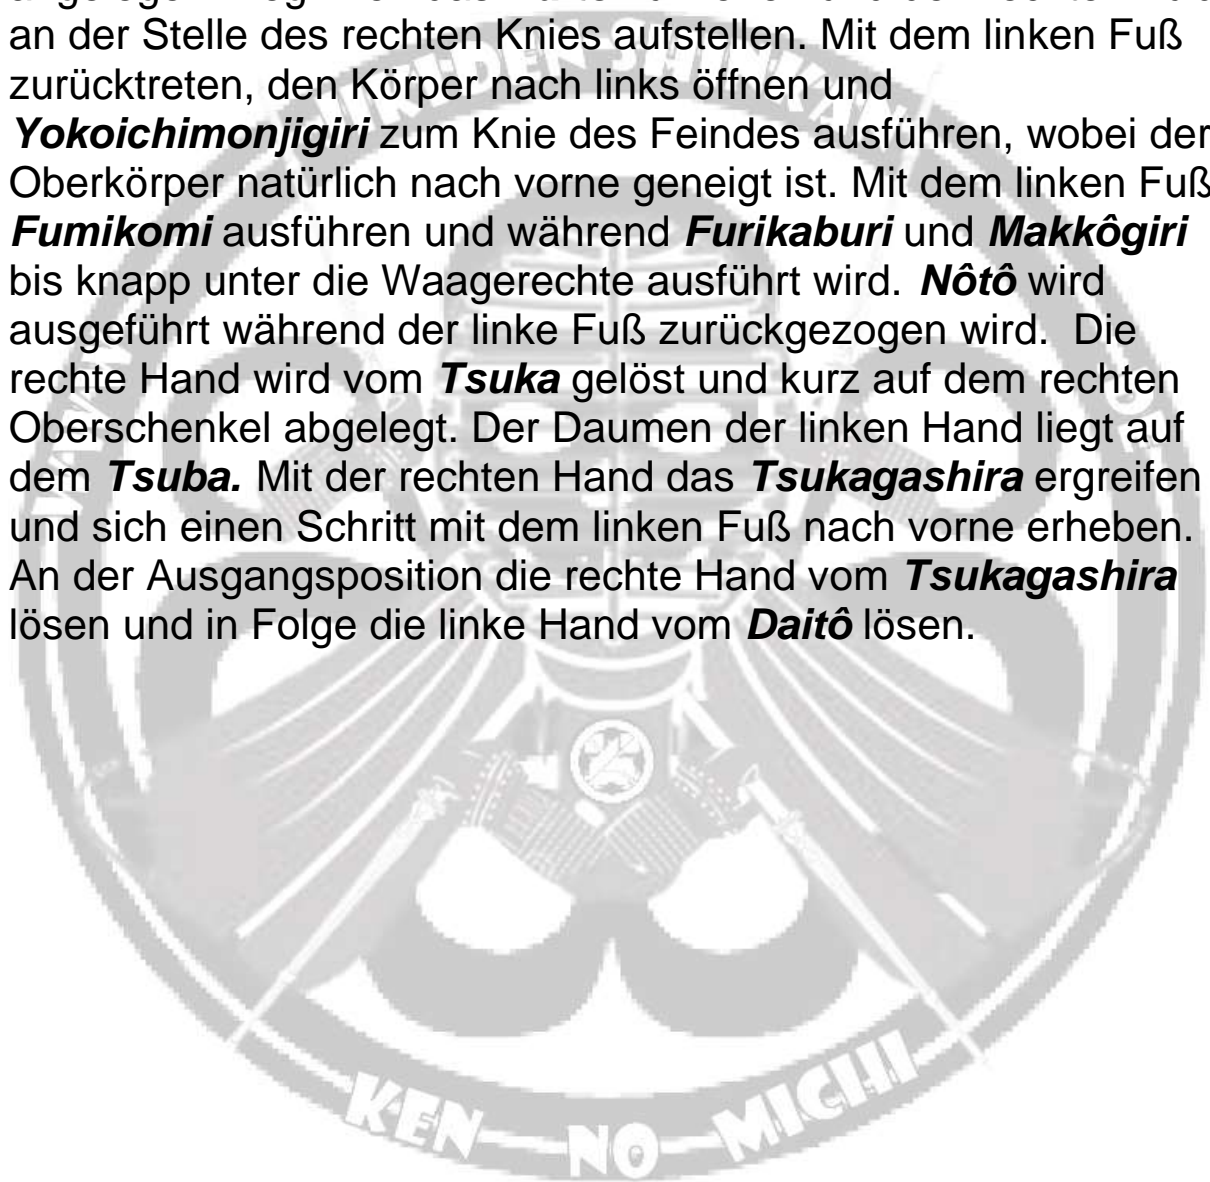 an der Stelle des rechten Knies aufstellen. Mit dem linken Fuß
zurücktreten, den Körper nach links öffnen und
Yokoichimonjigiri zum Knie des Feindes ausführen, wobei der
Oberkörper natürlich nach vorne geneigt ist. Mit dem linken Fuß
Fumikomi ausführen und während Furikaburi und Makkôgiri
bis knapp unter die Waagerechte ausführt wird. Nôtô wird
ausgeführt während der linke Fuß zurückgezogen wird. Die
rechte Hand wird vom Tsuka gelöst und kurz auf dem rechten
Oberschenkel abgelegt. Der Daumen der linken Hand liegt auf
dem Tsuba. Mit der rechten Hand das Tsukagashira ergreifen
und sich einen Schritt mit dem linken Fuß nach vorne erheben.
An der Ausgangsposition die rechte Hand vom Tsukagashira
lösen und in Folge die linke Hand vom Daitô lösen.
KEN NO MICHI